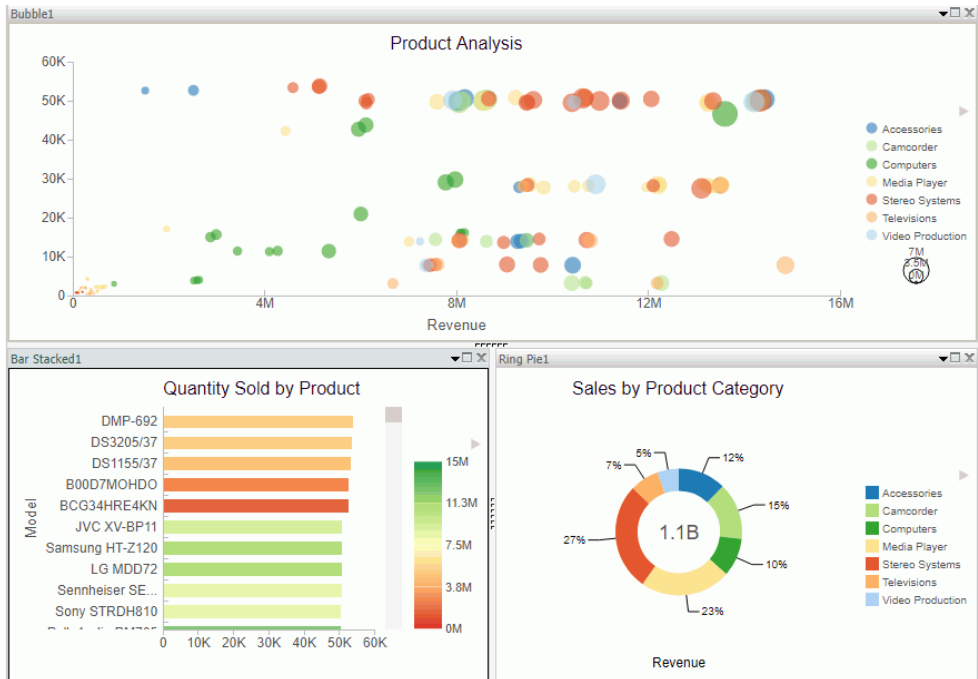 Bubble1
Product Analysis
60K
50K
40K
30K
20K
10K
0
0 4M 8M 12M 16M
Revenue
Accessories
Camcorder
Computers
Media Player
Stereo Systems
Televisions
Video Production
7M
3.5M
0M
Bar Stacked1
Quantity Sold by Product
Model
DMP-692
DS3205/37
DS1155/37
B00D7MOHDO
BCG34HRE4KN
JVC XV-BP11
Samsung HT-Z120
LG MDD72
Sennheiser SE...
Sony STRDH810
0 10K 20K 30K 40K 50K 60K
15M
11.3M
7.5M
3.8M
0M
Ring Pie1
Sales by Product Category
5%
12%
7%
15%
27%
1.1B
10%
23%
Revenue
Accessories
Camcorder
Computers
Media Player
Stereo Systems
Televisions
Video Production